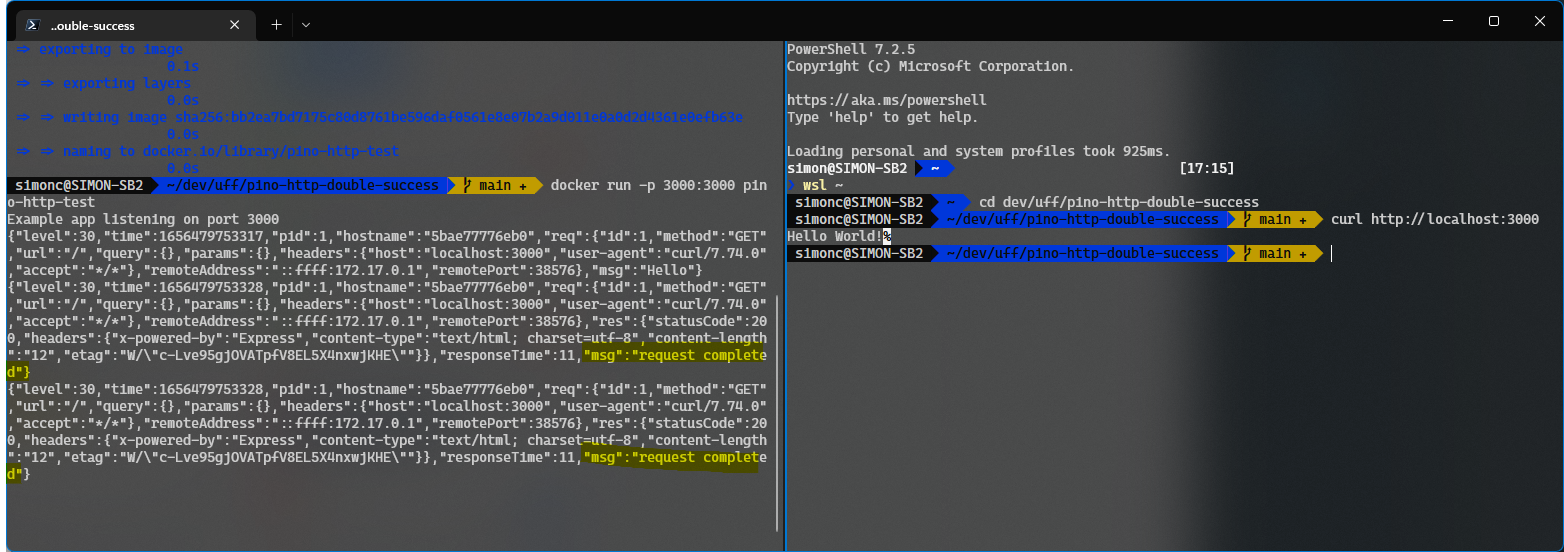 ..ouble-success
=> exporting to image
0.1s
=> => exporting layers
0.0s
=> => writing image sha256:bb2ea7bd7175c80d8761be596daf0561e8e07b2a9d011e0a0d2d4361e0efb63e
0.0s
=> => naming to docker.io/library/pino-http-test
0.0s
simonc@SIMON-SB2 ~/dev/uff/pino-http-double-success main + docker run -p 3000:3000 pin
o-http-test
Example app listening on port 3000
{"level":30,"time":1656479753317,"pid":1,"hostname":"5bae77776eb0","req":{"id":1,"method":"GET"
,"url":"/","query":{},"params":{},"headers":{"host":"localhost:3000","user-agent":"curl/7.74.0"
,"accept":"*/*"},"remoteAddress":"::ffff:172.17.0.1","remotePort":38576},"msg":"Hello"}
{"level":30,"time":1656479753328,"pid":1,"hostname":"5bae77776eb0","req":{"id":1,"method":"GET"
,"url":"/","query":{},"params":{},"headers":{"host":"localhost:3000","user-agent":"curl/7.74.0"
,"accept":"*/*"},"remoteAddress":"::ffff:172.17.0.1","remotePort":38576},"res":{"statusCode":20
0,"headers":{"x-powered-by":"Express","content-type":"text/html; charset=utf-8","content-length
":"12","etag":"W/\"c-Lve95gjOVATpfV8EL5X4nxwjKHE\""}},"responseTime":11,"msg":"request complete
d"}
{"level":30,"time":1656479753328,"pid":1,"hostname":"5bae77776eb0","req":{"id":1,"method":"GET"
,"url":"/","query":{},"params":{},"headers":{"host":"localhost:3000","user-agent":"curl/7.74.0"
,"accept":"*/*"},"remoteAddress":"::ffff:172.17.0.1","remotePort":38576},"res":{"statusCode":20
0,"headers":{"x-powered-by":"Express","content-type":"text/html; charset=utf-8","content-length
":"12","etag":"W/\"c-Lve95gjOVATpfV8EL5X4nxwjKHE\""}},"responseTime":11,"msg":"request complete
d"}
PowerShell 7.2.5
Copyright (c) Microsoft Corporation.
https://aka.ms/powershell
Type 'help' to get help.
Loading personal and system profiles took 925ms.
simon@SIMON-SB2 ~ [17:15]
❯ wsl ~
simonc@SIMON-SB2 ~ cd dev/uff/pino-http-double-success
simonc@SIMON-SB2 ~/dev/uff/pino-http-double-success main + curl http://localhost:3000
Hello World!%
simonc@SIMON-SB2 ~/dev/uff/pino-http-double-success main +